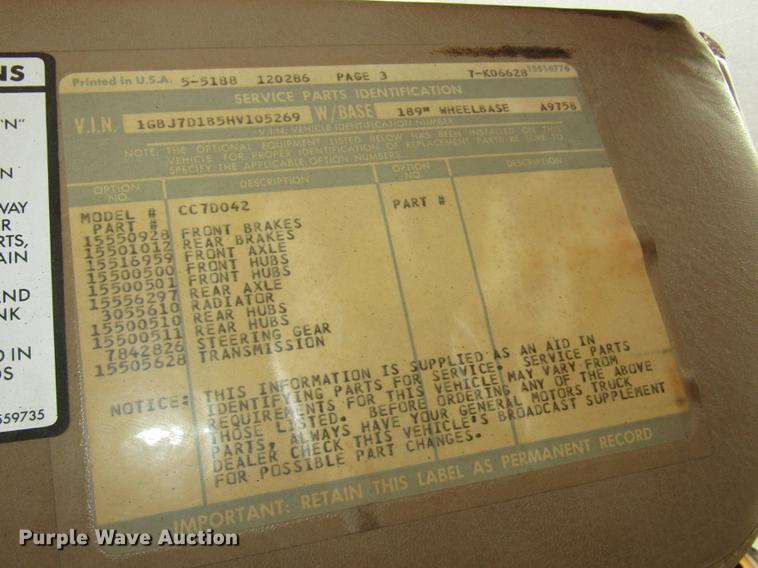 NS
"N"
N
WAY
R
RTS,
AIN
AND
NK
D IN
DS
559735
Printed in U.S.A. 5-5188 120286 PAGE 3 7-K06628 15516776
SERVICE PARTS IDENTIFICATION
V.I.N. 1GBJ7D1B5HV105269 W/BASE 189" WHEELBASE A9758
V.I.N. VEHICLE IDENTIFICATION NUMBER
NOTE: THE OPTIONAL EQUIPMENT LISTED BELOW HAS BEEN INSTALLED ON THIS
VEHICLE. FOR PROPER IDENTIFICATION OF REPLACEMENT PARTS BE SURE TO
SPECIFY THE APPLICABLE OPTION NUMBERS.
OPTION NO. DESCRIPTION OPTION NO. DESCRIPTION
MODEL # CC7D042 PART #
PART #
15550928 FRONT BRAKES
15501012 REAR BRAKES
15516959 FRONT AXLE
15500500 FRONT HUBS
15500501 FRONT HUBS
15556297 REAR AXLE
3055610 RADIATOR
15500510 REAR HUBS
15500511 REAR HUBS
7842826 STEERING GEAR
15505628 TRANSMISSION
NOTICE: THIS INFORMATION IS SUPPLIED AS AN AID IN
IDENTIFYING PARTS FOR SERVICE. SERVICE PARTS
REQUIREMENTS FOR THIS VEHICLE MAY VARY FROM
THOSE LISTED. BEFORE ORDERING ANY OF THE ABOVE
PARTS, ALWAYS HAVE YOUR GENERAL MOTORS TRUCK
DEALER CHECK THIS VEHICLE'S BROADCAST SUPPLEMENT
FOR POSSIBLE PART CHANGES.
IMPORTANT: RETAIN THIS LABEL AS PERMANENT RECORD
Purple Wave Auction